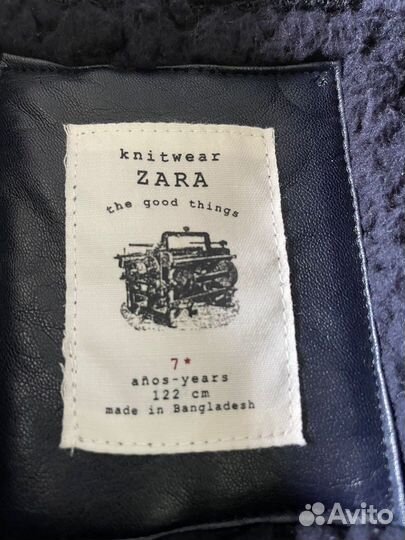 knitwear
ZARA
the good things
7*
años-years
122 cm
made in Bangladesh
Avito